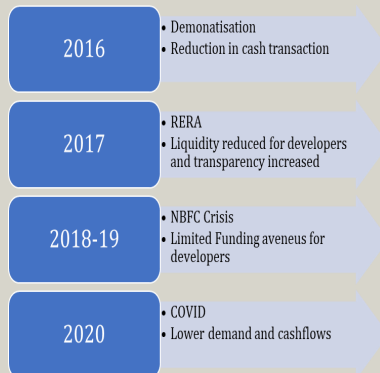 2016
• Demonatisation
• Reduction in cash transaction
2017
• RERA
• Liquidity reduced for developers
and transparency increased
2018-19
• NBFC Crisis
• Limited Funding aveneus for
developers
2020
• COVID
• Lower demand and cashflows